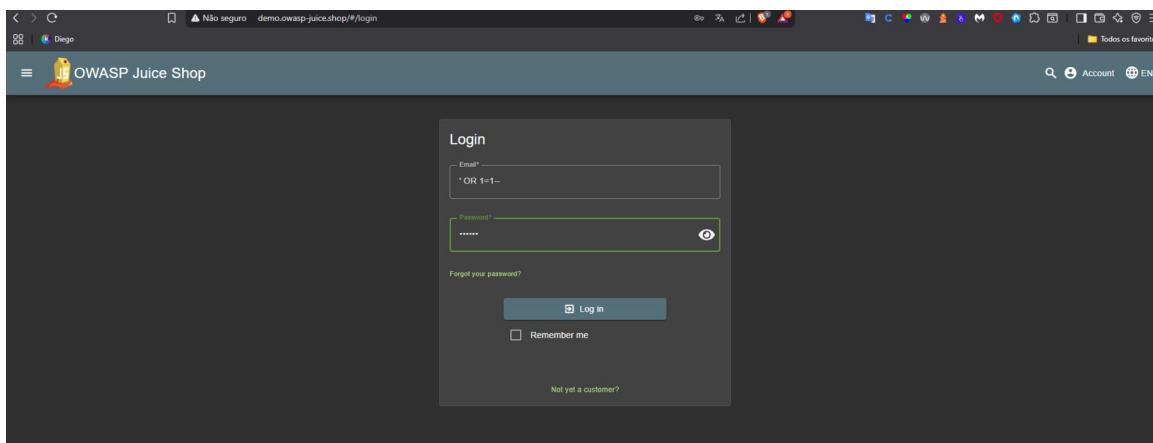 Não seguro demo.owasp-juice.shop/#/login
Diego
Todos os favorit
OWASP Juice Shop
Account
EN
Login
Email*
' OR 1=1--
Password*
••••••
Forgot your password?
Log in
Remember me
Not yet a customer?